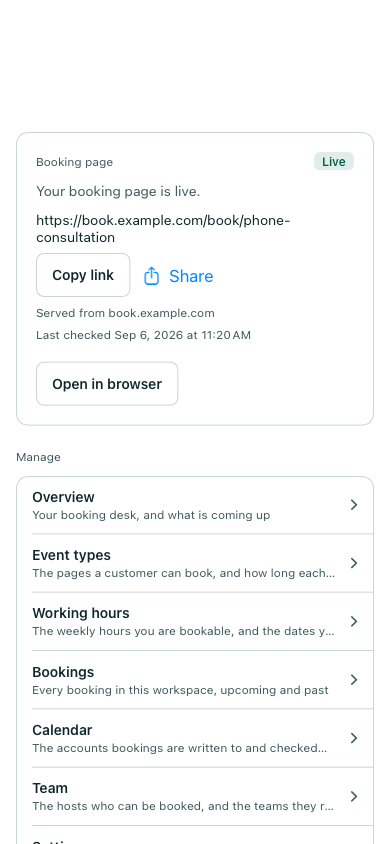 Booking page
Live
Your booking page is live.
https://book.example.com/book/phone-
consultation
Copy link
Share
Served from book.example.com
Last checked Sep 6, 2026 at 11:20 AM
Open in browser
Manage
Overview
Your booking desk, and what is coming up
Event types
The pages a customer can book, and how long each...
Working hours
The weekly hours you are bookable, and the dates y...
Bookings
Every booking in this workspace, upcoming and past
Calendar
The accounts bookings are written to and checked...
Team
The hosts who can be booked, and the teams they r...